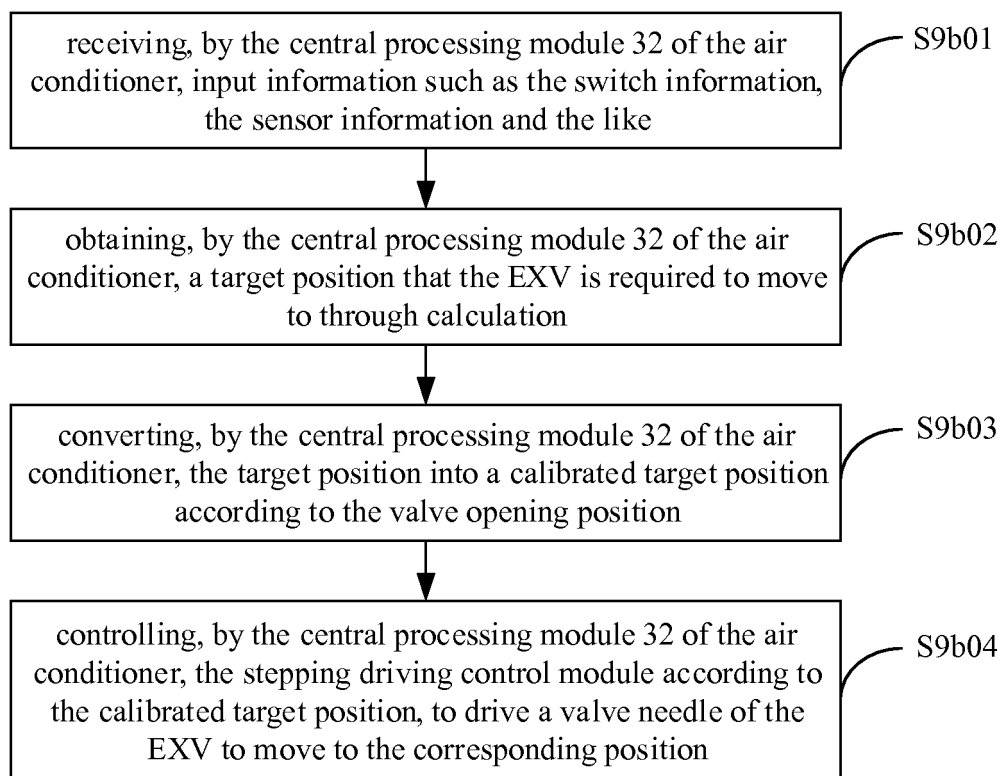 receiving, by the central processing module 32 of the air
conditioner, input information such as the switch information,
the sensor information and the like
S9b01
obtaining, by the central processing module 32 of the air
conditioner, a target position that the EXV is required to move
to through calculation
S9b02
converting, by the central processing module 32 of the air
conditioner, the target position into a calibrated target position
according to the valve opening position
S9b03
controlling, by the central processing module 32 of the air
conditioner, the stepping driving control module according to
the calibrated target position, to drive a valve needle of the
EXV to move to the corresponding position
S9b04